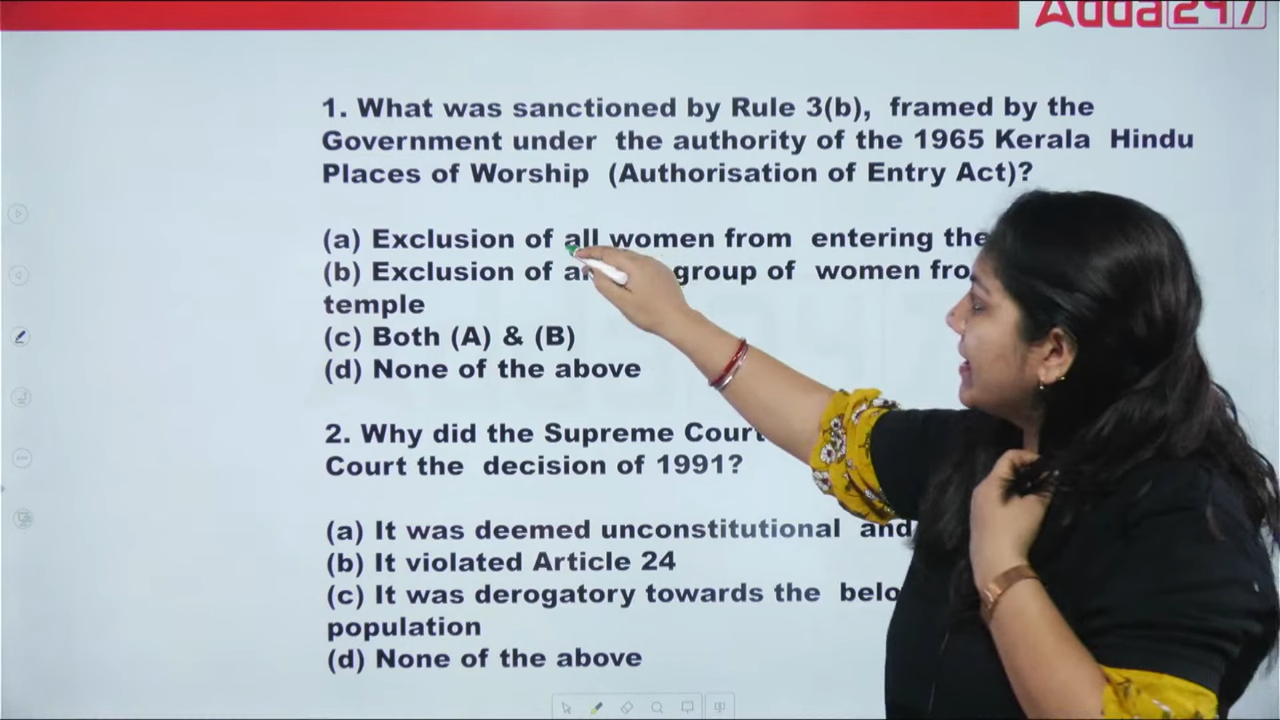 Adda247
1. What was sanctioned by Rule 3(b), framed by the
Government under the authority of the 1965 Kerala Hindu
Places of Worship (Authorisation of Entry Act)?
(a) Exclusion of all women from entering the
(b) Exclusion of group of women
temple
(c) Both (A) & (B)
(d) None of the above
2. Why did the Supreme Court
Court the decision of 1991?
(a) It was deemed unconstitutional and
(b) It violated Article 24
(c) It was derogatory towards the
population
(d) None of the above